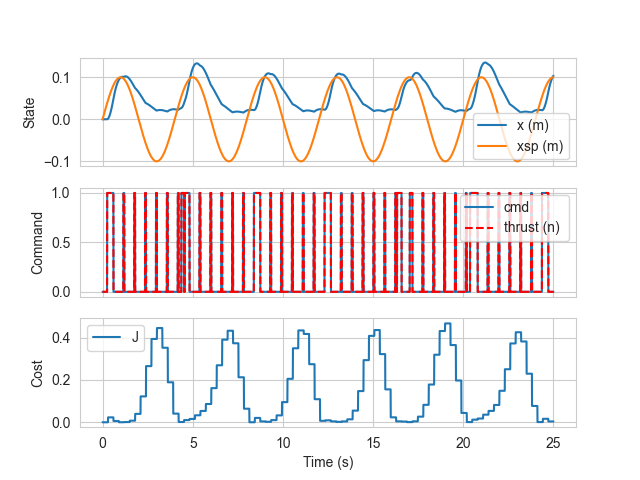 State
0.1
0.0
−0.1
x (m)
xsp (m)
Command
1.0
0.5
0.0
cmd
thrust (n)
Cost
0.4
0.2
0.0
J
0 5 10 15 20 25
Time (s)